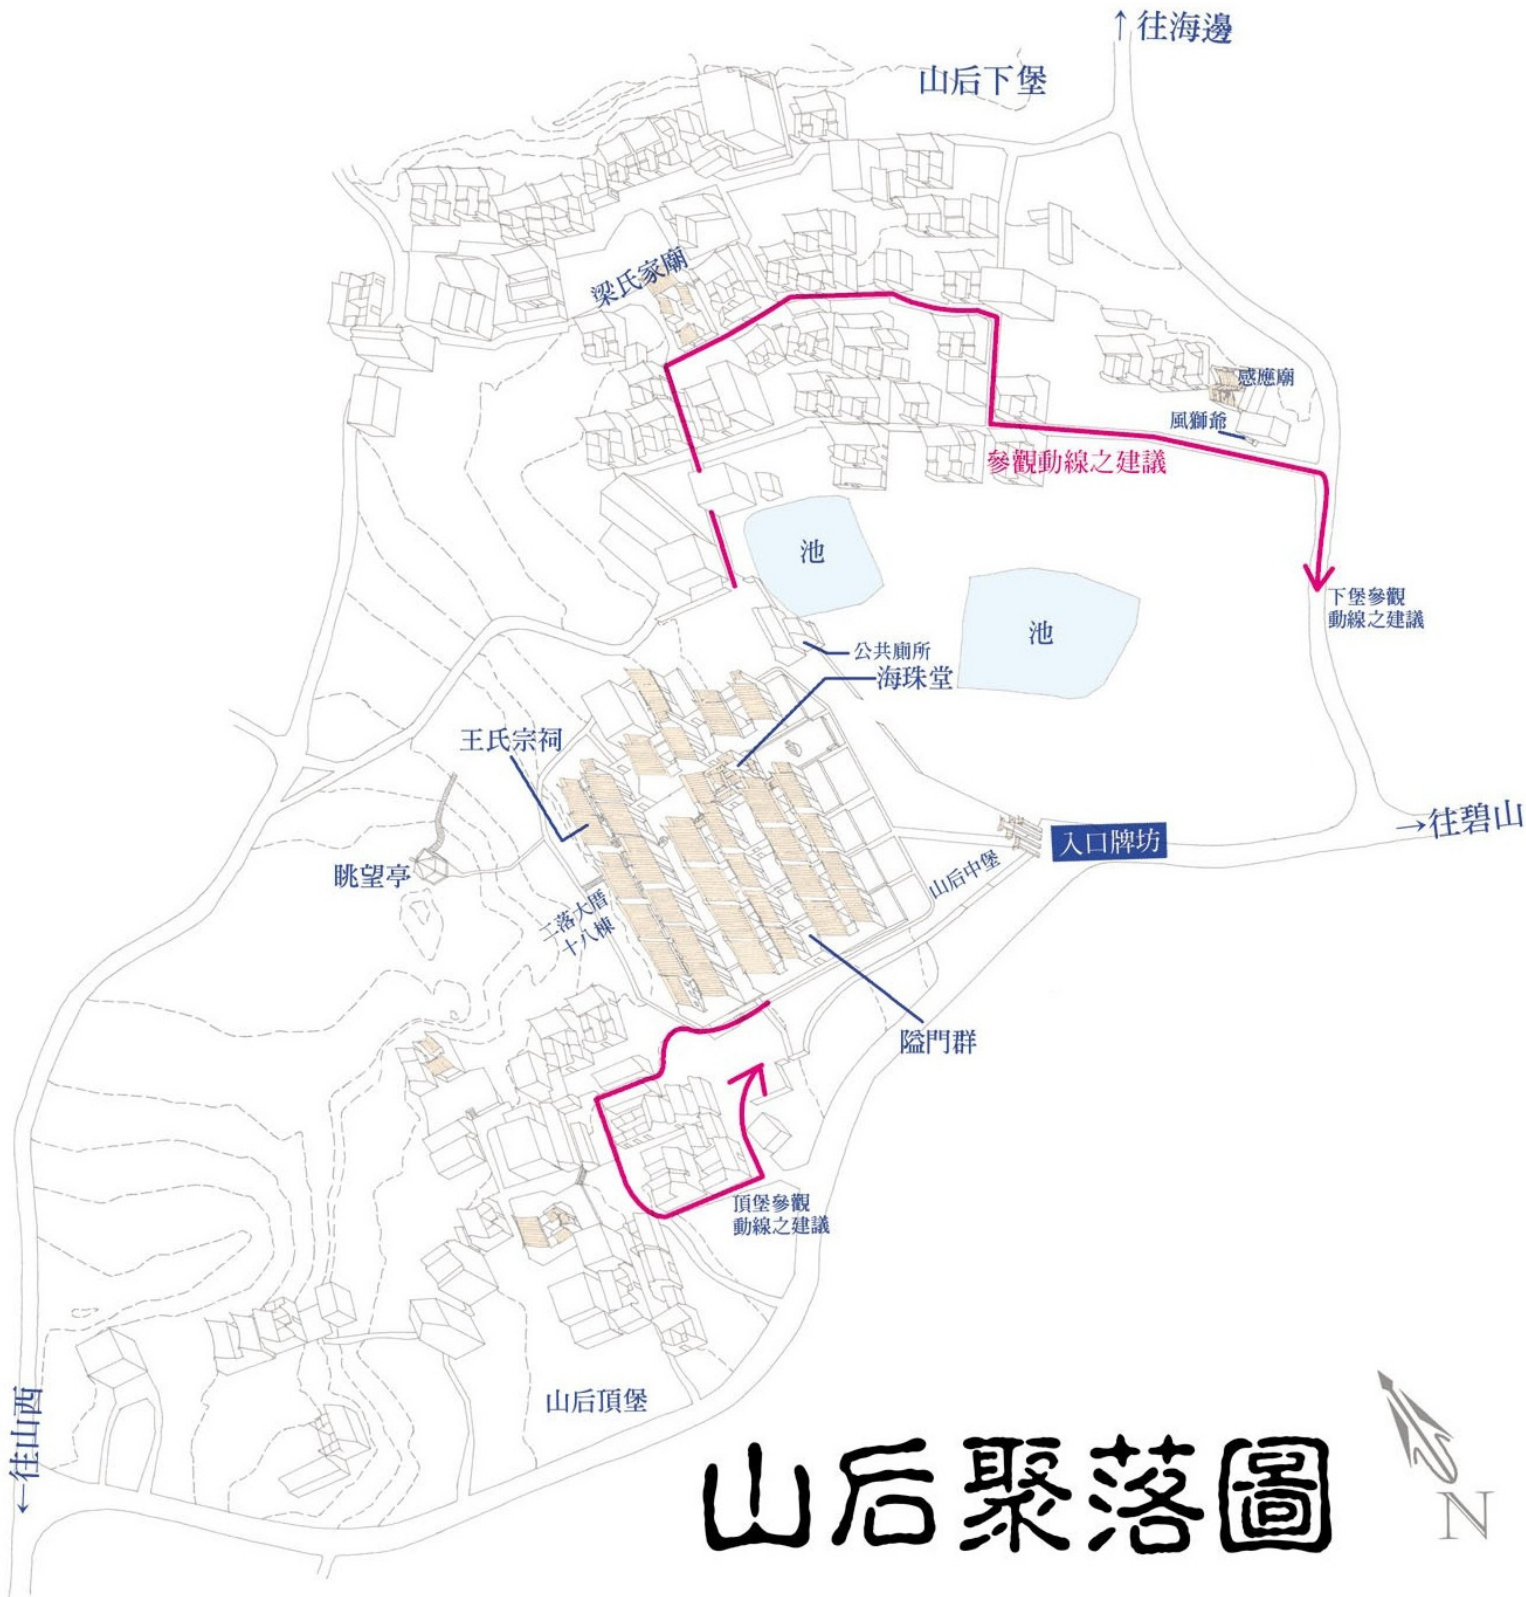 ↑往海邊
山后下堡
梁氏家廟
感應廟
風獅爺
參觀動線之建議
池
池
下堡參觀
動線之建議
公共廁所
海珠堂
王氏宗祠
眺望亭
二落大厝
十八棟
山后中堡
入口牌坊
→往碧山
隘門群
頂堡參觀
動線之建議
山后頂堡
←往山西
山后聚落圖
N